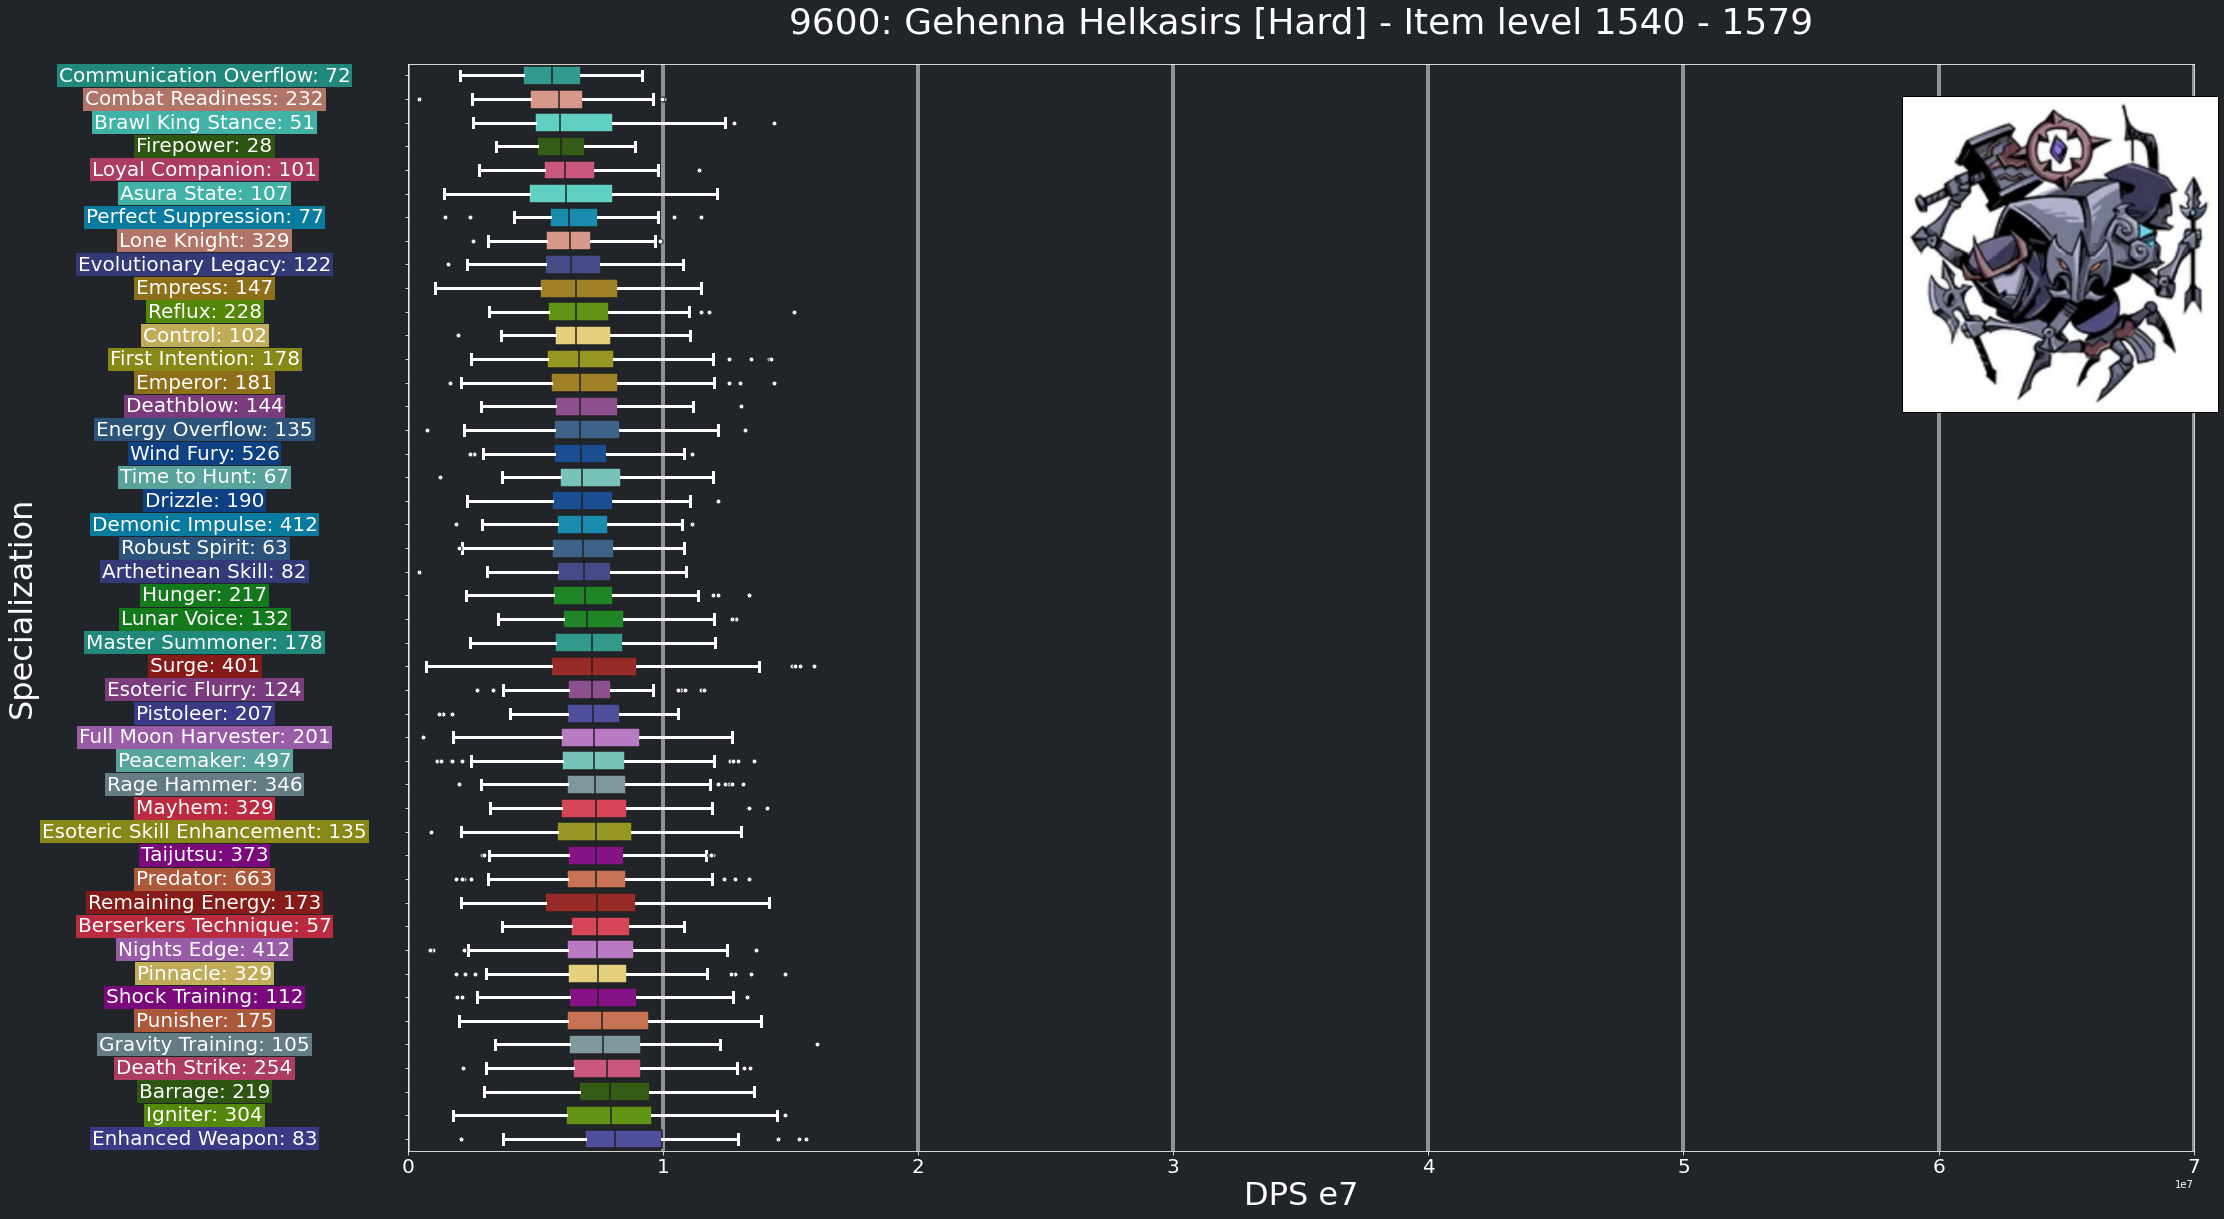 9600: Gehenna Helkasirs [Hard] - Item level 1540 - 1579
Communication Overflow: 72
Combat Readiness: 232
Brawl King Stance: 51
Firepower: 28
Loyal Companion: 101
Asura State: 107
Perfect Suppression: 77
Lone Knight: 329
Evolutionary Legacy: 122
Empress: 147
Reflux: 228
Control: 102
First Intention: 178
Emperor: 181
Deathblow: 144
Energy Overflow: 135
Wind Fury: 526
Time to Hunt: 67
Drizzle: 190
Demonic Impulse: 412
Robust Spirit: 63
Arthetinean Skill: 82
Hunger: 217
Lunar Voice: 132
Master Summoner: 178
Surge: 401
Esoteric Flurry: 124
Pistoleer: 207
Full Moon Harvester: 201
Peacemaker: 497
Rage Hammer: 346
Mayhem: 329
Esoteric Skill Enhancement: 135
Taijutsu: 373
Predator: 663
Remaining Energy: 173
Berserkers Technique: 57
Nights Edge: 412
Pinnacle: 329
Shock Training: 112
Punisher: 175
Gravity Training: 105
Death Strike: 254
Barrage: 219
Igniter: 304
Enhanced Weapon: 83
Specialization
0 1 2 3 4 5 6 7
1e7
DPS e7